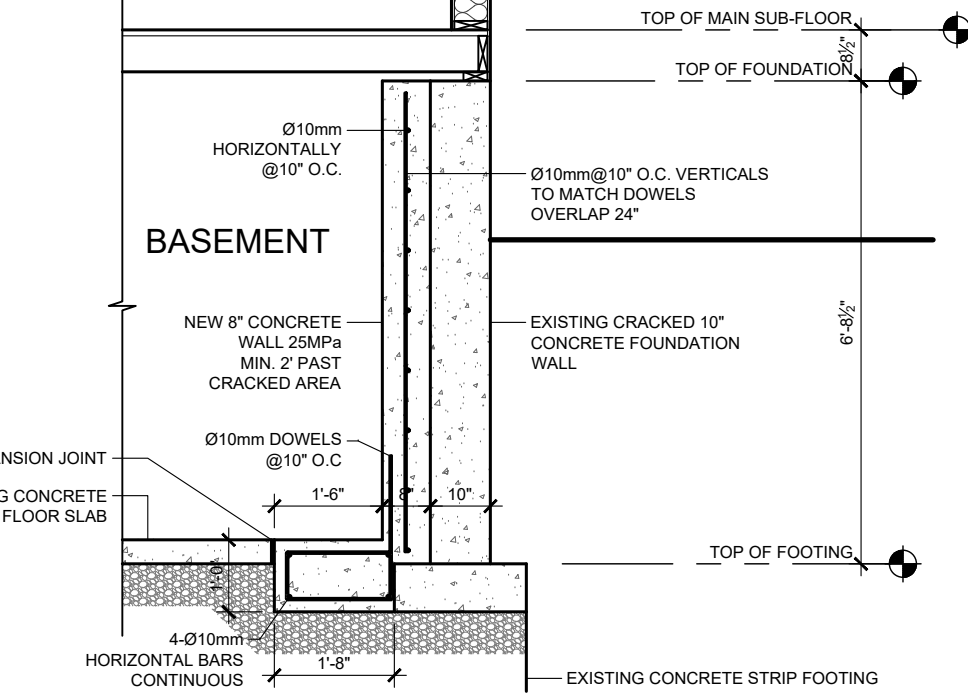 TOP OF MAIN SUB-FLOOR
8½"
TOP OF FOUNDATION
Ø10mm
HORIZONTALLY
@10" O.C.
Ø10mm@10" O.C. VERTICALS
TO MATCH DOWELS
OVERLAP 24"
BASEMENT
6'-8½"
NEW 8" CONCRETE
WALL 25MPa
MIN. 2' PAST
CRACKED AREA
EXISTING CRACKED 10"
CONCRETE FOUNDATION
WALL
Ø10mm DOWELS
@10" O.C
ANSION JOINT
G CONCRETE
FLOOR SLAB
1'-6"
8"
10"
TOP OF FOOTING
1'-0"
4-Ø10mm
HORIZONTAL BARS
CONTINUOUS
1'-8"
EXISTING CONCRETE STRIP FOOTING